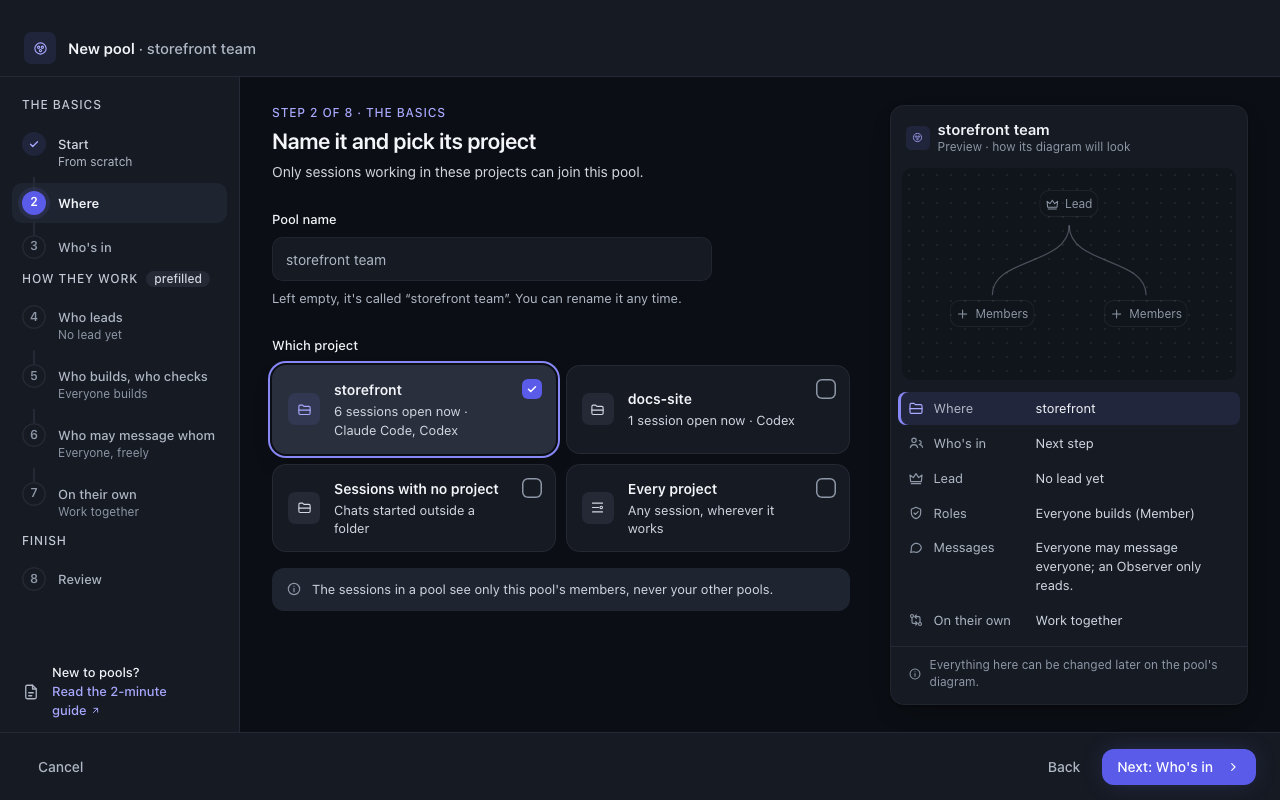 New pool · storefront team
THE BASICS
Start
From scratch
2
Where
3
Who's in
HOW THEY WORK prefilled
4
Who leads
No lead yet
5
Who builds, who checks
Everyone builds
6
Who may message whom
Everyone, freely
7
On their own
Work together
FINISH
8
Review
New to pools?
Read the 2-minute
guide ↗
STEP 2 OF 8 · THE BASICS
Name it and pick its project
Only sessions working in these projects can join this pool.
Pool name
storefront team
Left empty, it's called “storefront team”. You can rename it any time.
Which project
storefront
6 sessions open now ·
Claude Code, Codex
docs-site
1 session open now · Codex
Sessions with no project
Chats started outside a
folder
Every project
Any session, wherever it
works
The sessions in a pool see only this pool's members, never your other pools.
storefront team
Preview · how its diagram will look
Lead
Members
Members
Where storefront
Who's in Next step
Lead No lead yet
Roles Everyone builds (Member)
Messages Everyone may message
everyone; an Observer only
reads.
On their own Work together
Everything here can be changed later on the pool's
diagram.
Cancel
Back
Next: Who's in